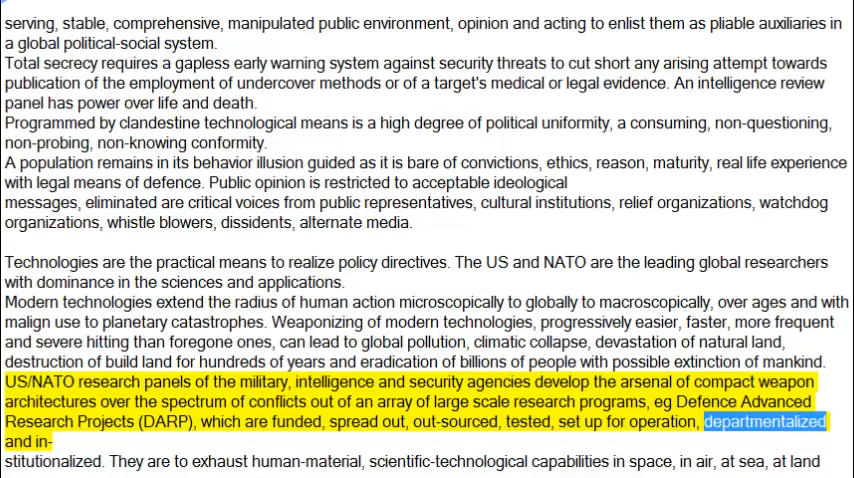 serving, stable, comprehensive, manipulated public environment, opinion and acting to enlist them as pliable auxiliaries in
a global political-social system.
Total secrecy requires a gapless early warning system against security threats to cut short any arising attempt towards
publication of the employment of undercover methods or of a target's medical or legal evidence. An intelligence review
panel has power over life and death.
Programmed by clandestine technological means is a high degree of political uniformity, a consuming, non-questioning,
non-probing, non-knowing conformity.
A population remains in its behavior illusion guided as it is bare of convictions, ethics, reason, maturity, real life experience
with legal means of defence. Public opinion is restricted to acceptable ideological
messages, eliminated are critical voices from public representatives, cultural institutions, relief organizations, watchdog
organizations, whistle blowers, dissidents, alternate media.
Technologies are the practical means to realize policy directives. The US and NATO are the leading global researchers
with dominance in the sciences and applications.
Modern technologies extend the radius of human action microscopically to globally to macroscopically, over ages and with
malign use to planetary catastrophes. Weaponizing of modern technologies, progressively easier, faster, more frequent
and severe hitting than foregone ones, can lead to global pollution, climatic collapse, devastation of natural land,
destruction of build land for hundreds of years and eradication of billions of people with possible extinction of mankind.
US/NATO research panels of the military, intelligence and security agencies develop the arsenal of compact weapon
architectures over the spectrum of conflicts out of an array of large scale research programs, eg Defence Advanced
Research Projects (DARP), which are funded, spread out, out-sourced, tested, set up for operation, departmentalized
and in-
stitutionalized. They are to exhaust human-material, scientific-technological capabilities in space, in air, at sea, at land